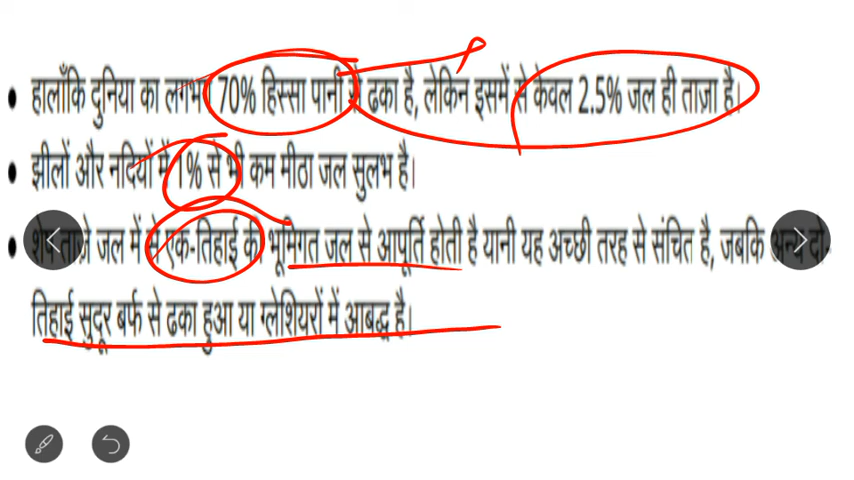 • हालाँकि दुनिया का लगभग 70% हिस्सा पानी से ढका है, लेकिन इसमें से केवल 2.5% जल ही ताज़ा है।
• झीलों और नदियों में 1% से भी कम मीठा जल सुलभ है।
• शेष ताज़े जल में से एक-तिहाई की भूमिगत जल से आपूर्ति होती है यानी यह अच्छी तरह से संचित है, जबकि अन्य दो-
तिहाई सुदूर बर्फ से ढका हुआ या ग्लेशियरों में आबद्ध है।